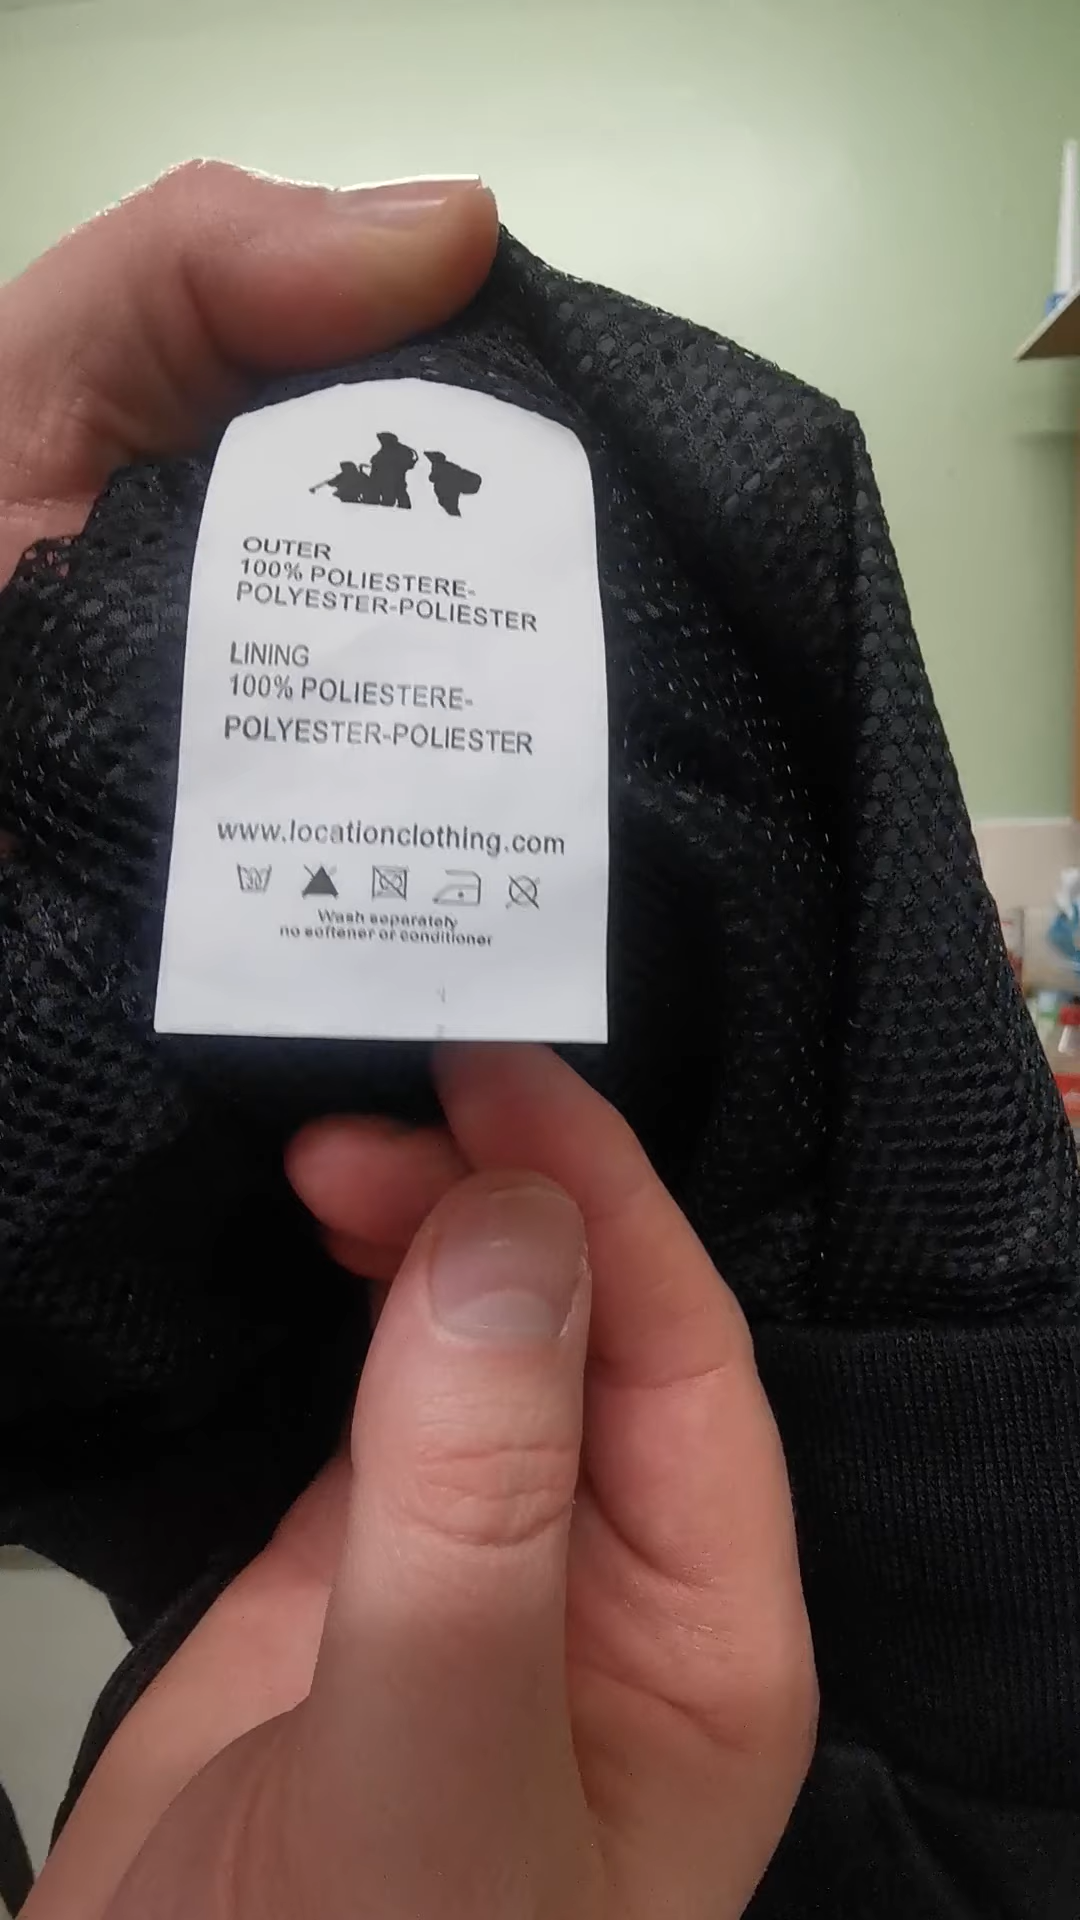 OUTER
100% POLIESTERE-
POLYESTER-POLIESTER
LINING
100% POLIESTERE-
POLYESTER-POLIESTER
www.locationclothing.com
30
Wash separately
no softener or conditioner